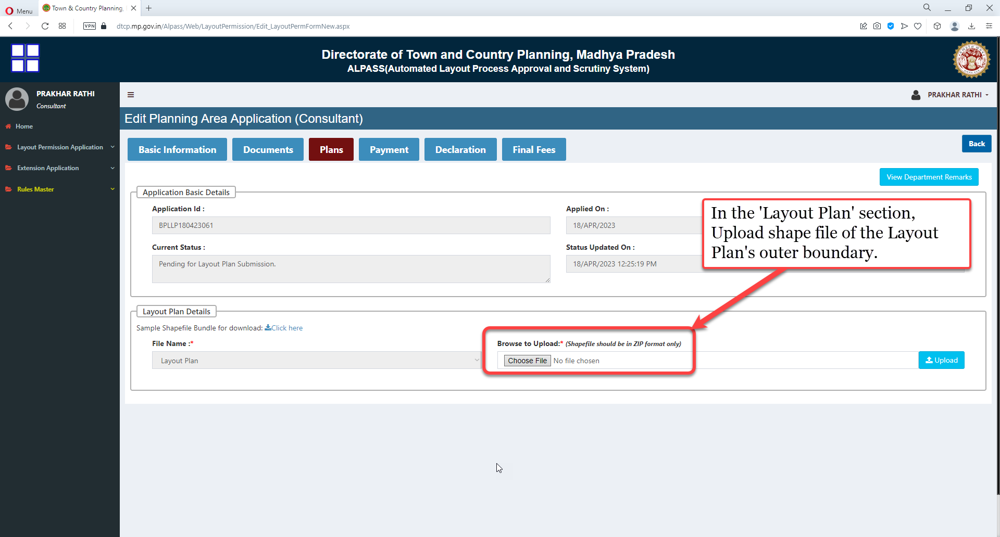 Menu
Town & Country Planning,
VPN
dtcp.mp.gov.in/Alpass/Web/LayoutPermission/Edit_LayoutPermFormNew.aspx
Directorate of Town and Country Planning, Madhya Pradesh
ALPASS(Automated Layout Process Approval and Scrutiny System)
PRAKHAR RATHI
Consultant
PRAKHAR RATHI
Home
Layout Permission Application
Extension Application
Rules Master
Edit Planning Area Application (Consultant)
Basic Information
Documents
Plans
Payment
Declaration
Final Fees
Back
View Department Remarks
Application Basic Details
Application Id :
BPLLP180423061
Applied On :
18/APR/2023
Current Status :
Pending for Layout Plan Submission.
Status Updated On :
18/APR/2023 12:25:19 PM
In the 'Layout Plan' section,
Upload shape file of the Layout
Plan's outer boundary.
Layout Plan Details
Sample Shapefile Bundle for download: Click here
File Name :*
Layout Plan
Browse to Upload:* (Shapefile should be in ZIP format only)
Choose File No file chosen
Upload